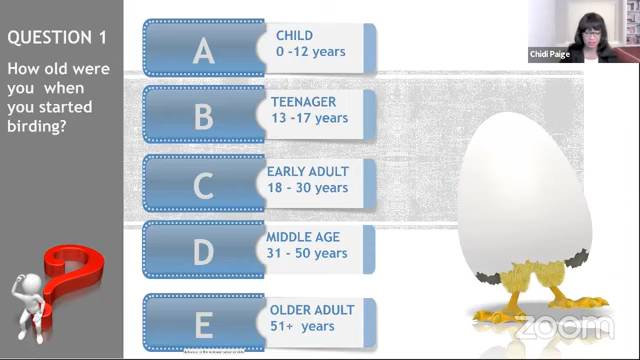 QUESTION 1
How old were
you when
you started
birding?
A
CHILD
0 -12 years
B
TEENAGER
13 -17 years
C
EARLY ADULT
18 - 30 years
D
MIDDLE AGE
31 - 50 years
E
OLDER ADULT
51+ years
Chidi Paige
zoom